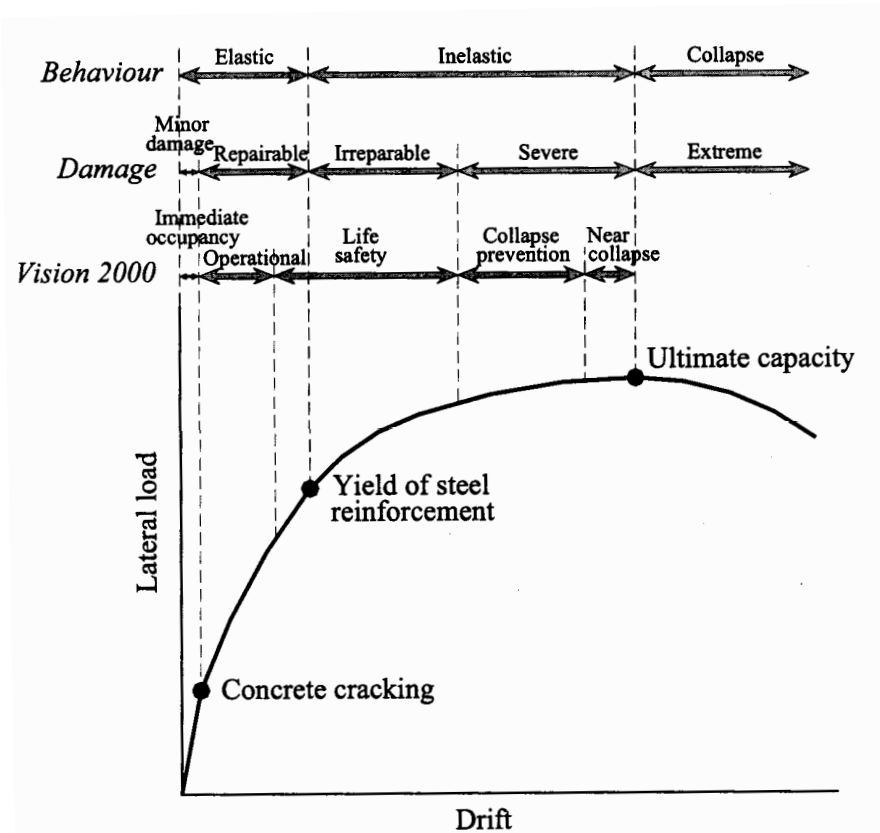 Elastic
Inelastic
Collapse
Behaviour
Minor
damage
Repairable
Irreparable
Severe
Extreme
Damage
Immediate
occupancy
Operational
Life
safety
Collapse
prevention
Near
collapse
Vision 2000
Ultimate capacity
Yield of steel
reinforcement
Lateral load
Concrete cracking
Drift